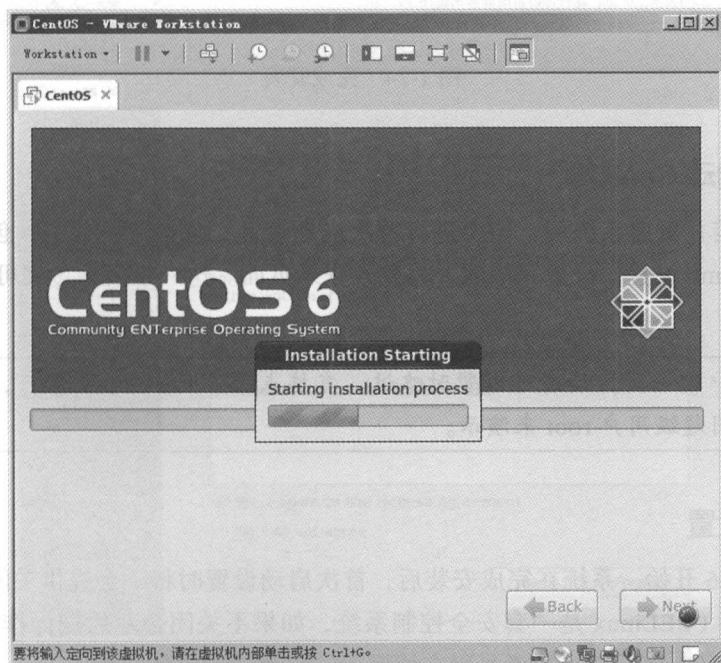 CentOS - VMware Workstation
Workstation
CentOS ×
CentOS 6
Community ENTerprise Operating System
Installation Starting
Starting installation process
Back
Next
要将输入定向到该虚拟机，请在虚拟机内部单击或按 Ctrl+G。